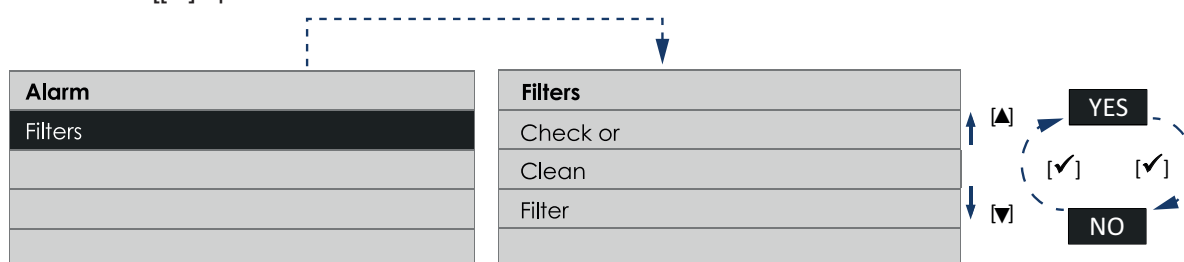 Alarm
Filters
Filters
Check or
Clean
Filter
[▲]
[▼]
YES
[✓] [✓]
NO